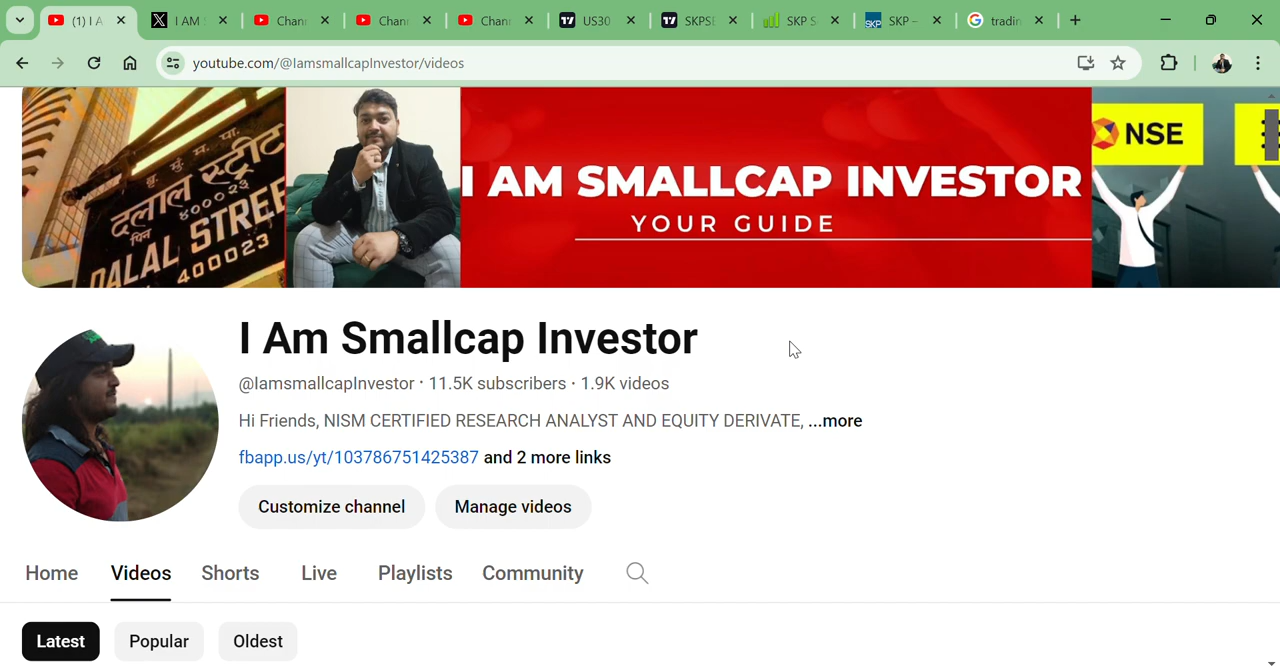 (1) I A
I AM
Chan
Chan
Chan
US30
SKPSE
SKP S
SKP –
tradin
youtube.com/@IamsmallcapInvestor/videos
मुं. म. पा.
दलाल स्ट्रीट
पिन ४०००२३
DALAL STREE
400023
I AM SMALLCAP INVESTOR
YOUR GUIDE
NSE
I Am Smallcap Investor
@IamsmallcapInvestor · 11.5K subscribers · 1.9K videos
Hi Friends, NISM CERTIFIED RESEARCH ANALYST AND EQUITY DERIVATE, ...more
fbapp.us/yt/103786751425387 and 2 more links
Customize channel Manage videos
Home Videos Shorts Live Playlists Community
Latest Popular Oldest